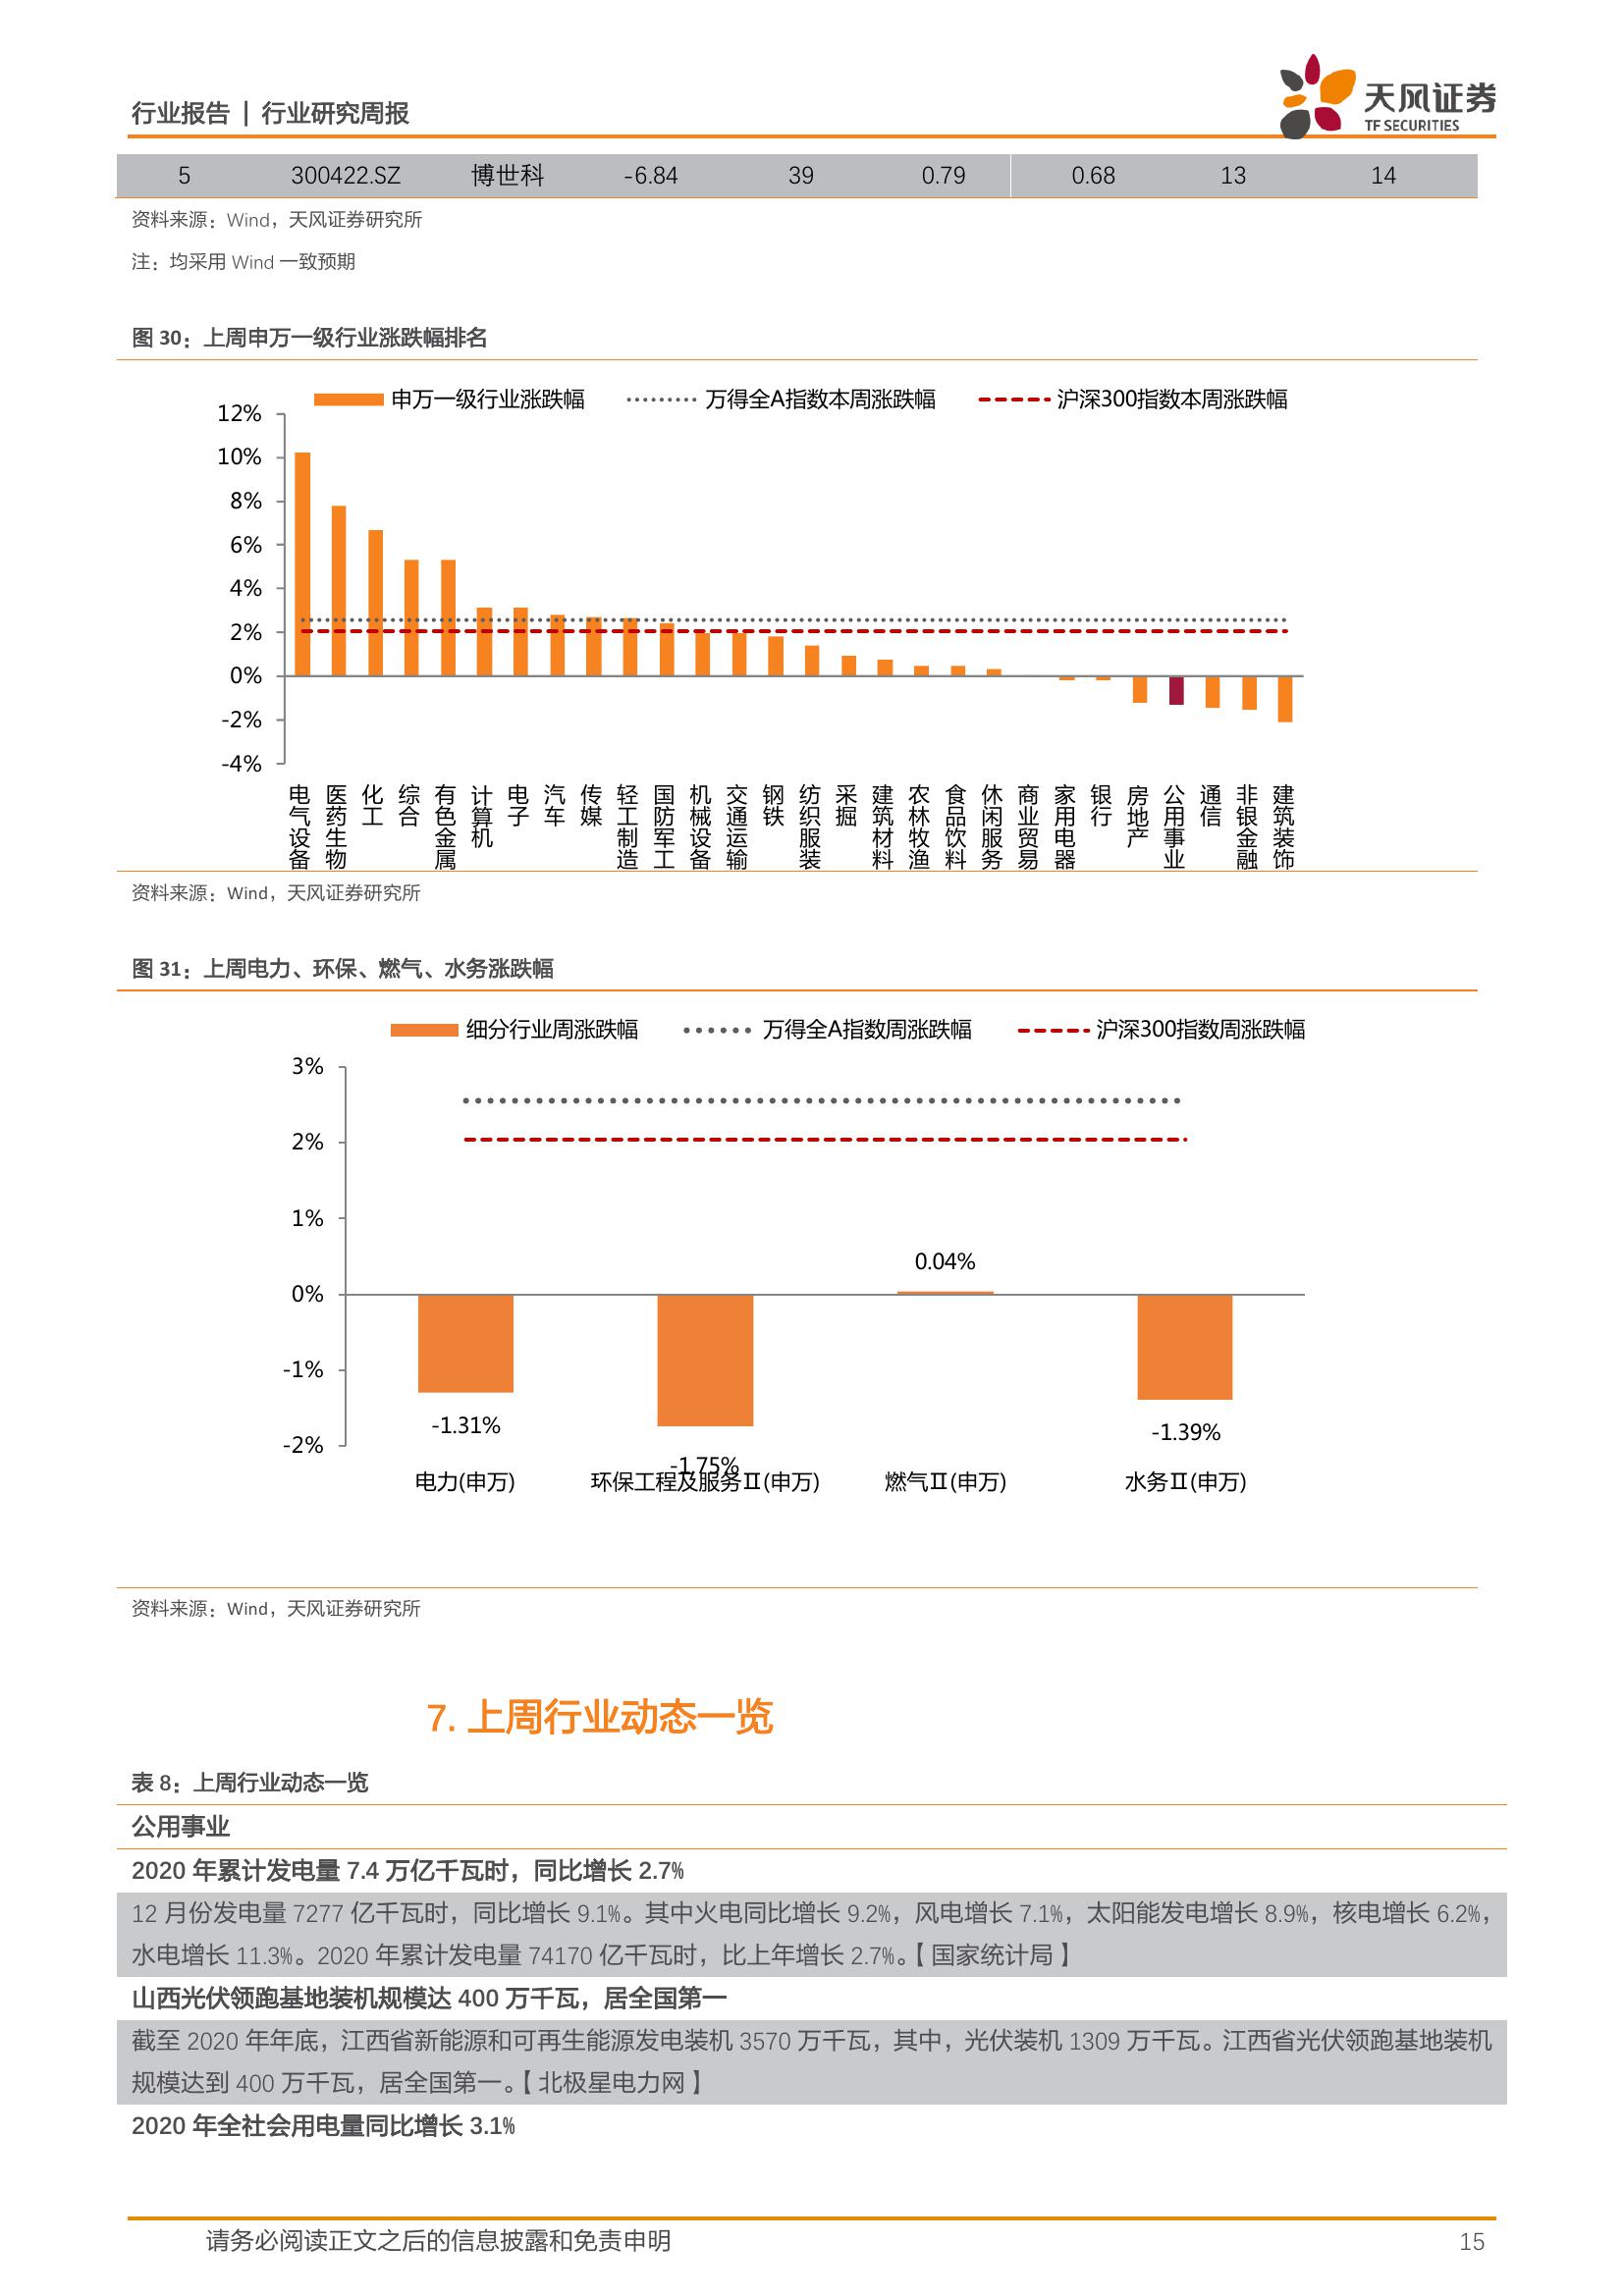 行业报告 | 行业研究周报
天风证券
TF SECURITIES
5 300422.SZ 博世科 -6.84 39 0.79 0.68 13 14
资料来源：Wind，天风证券研究所
注：均采用 Wind 一致预期
图 30：上周申万一级行业涨跌幅排名
申万一级行业涨跌幅 万得全A指数本周涨跌幅 沪深300指数本周涨跌幅
12%
10%
8%
6%
4%
2%
0%
-2%
-4%
电气设备 医药生物 化工 综合 有色金属 计算机 电子 汽车 传媒 轻工制造 国防军工 机械设备 交通运输 钢铁 纺织服装 采掘 建筑材料 农林牧渔 食品饮料 休闲服务 商业贸易 家用电器 银行 房地产 公用事业 通信 非银金融 建筑装饰
资料来源：Wind，天风证券研究所
图 31：上周电力、环保、燃气、水务涨跌幅
细分行业周涨跌幅 万得全A指数周涨跌幅 沪深300指数周涨跌幅
3%
2%
1%
0%
-1%
-2%
-1.31%
-1.75%
0.04%
-1.39%
电力(申万) 环保工程及服务Ⅱ(申万) 燃气Ⅱ(申万) 水务Ⅱ(申万)
资料来源：Wind，天风证券研究所
7. 上周行业动态一览
表 8：上周行业动态一览
公用事业
2020 年累计发电量 7.4 万亿千瓦时，同比增长 2.7%
12 月份发电量 7277 亿千瓦时，同比增长 9.1%。其中火电同比增长 9.2%，风电增长 7.1%，太阳能发电增长 8.9%，核电增长 6.2%，
水电增长 11.3%。2020 年累计发电量 74170 亿千瓦时，比上年增长 2.7%。【国家统计局】
山西光伏领跑基地装机规模达 400 万千瓦，居全国第一
截至 2020 年年底，江西省新能源和可再生能源发电装机 3570 万千瓦，其中，光伏装机 1309 万千瓦。江西省光伏领跑基地装机
规模达到 400 万千瓦，居全国第一。【北极星电力网】
2020 年全社会用电量同比增长 3.1%
请务必阅读正文之后的信息披露和免责申明 15